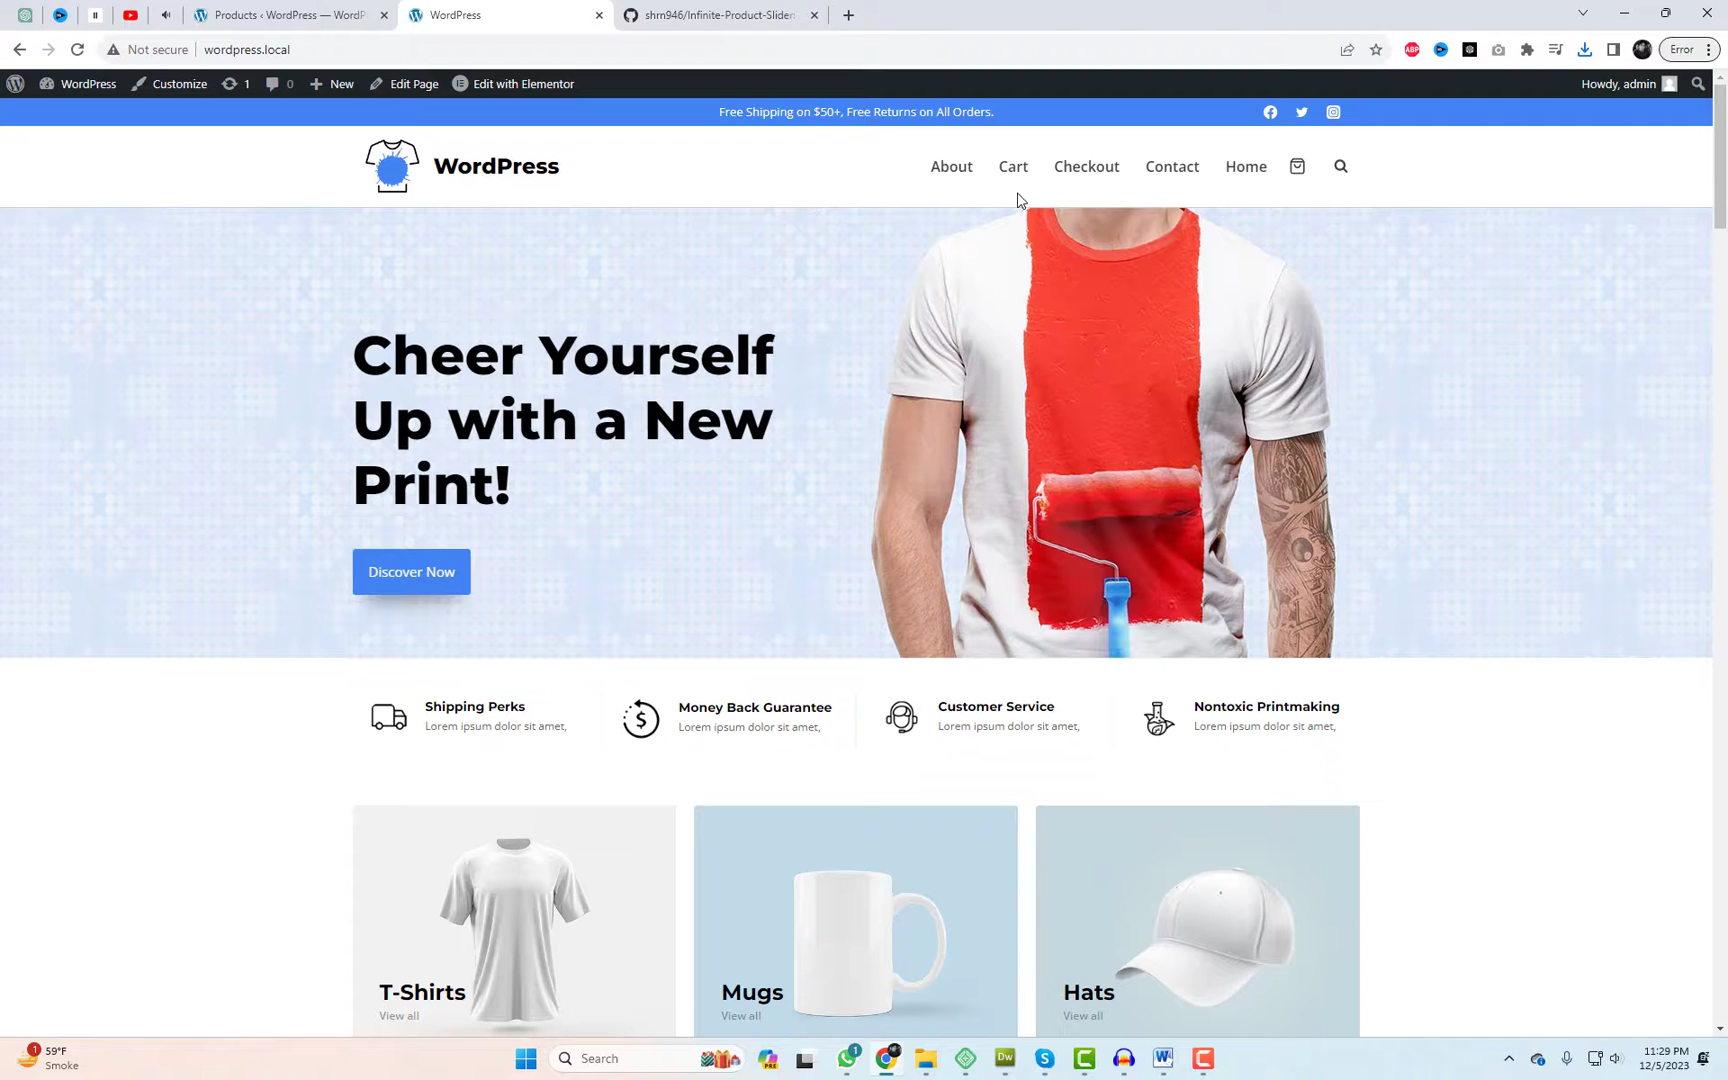 Products ‹ WordPress — WordP
WordPress
shrn946/Infinite-Product-Slider
Not secure
wordpress.local
Error
WordPress
Customize
1
0
New
Edit Page
Edit with Elementor
Howdy, admin
Free Shipping on $50+, Free Returns on All Orders.
WordPress
About
Cart
Checkout
Contact
Home
Cheer Yourself
Up with a New
Print!
Discover Now
Shipping Perks
Lorem ipsum dolor sit amet,
Money Back Guarantee
Lorem ipsum dolor sit amet,
Customer Service
Lorem ipsum dolor sit amet,
Nontoxic Printmaking
Lorem ipsum dolor sit amet,
T-Shirts
View all
Mugs
View all
Hats
View all
1
59°F
Smoke
Search
PRE
1
Dw
11:29 PM
12/5/2023